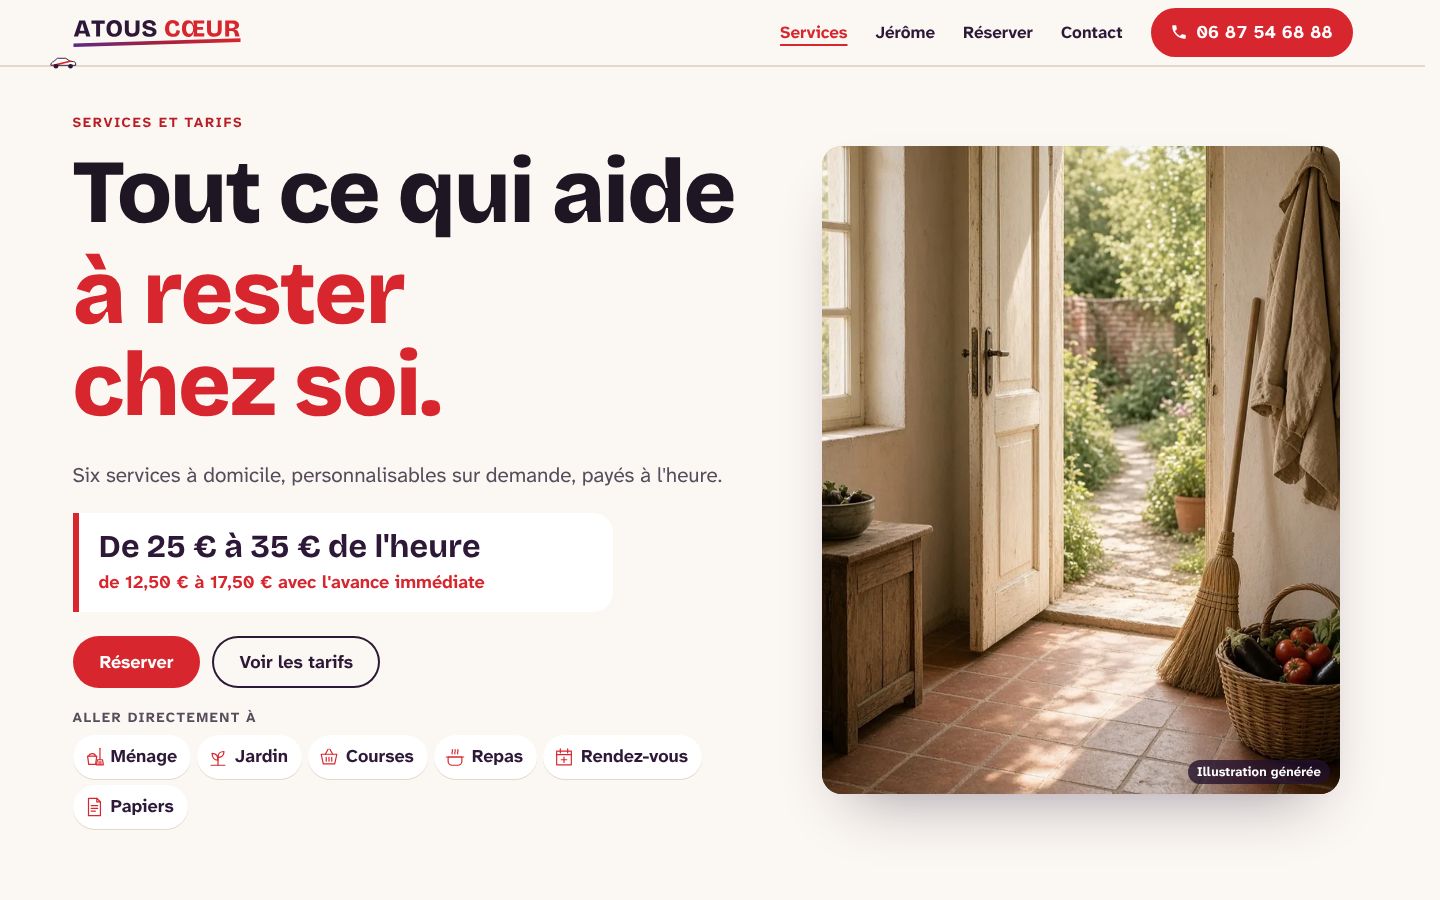 ATOUS CŒUR
Services
Jérôme
Réserver
Contact
06 87 54 68 88
SERVICES ET TARIFS
Tout ce qui aide
à rester
chez soi.
Six services à domicile, personnalisables sur demande, payés à l'heure.
De 25 € à 35 € de l'heure
de 12,50 € à 17,50 € avec l'avance immédiate
Réserver
Voir les tarifs
ALLER DIRECTEMENT À
Ménage
Jardin
Courses
Repas
Rendez-vous
Papiers
Illustration générée